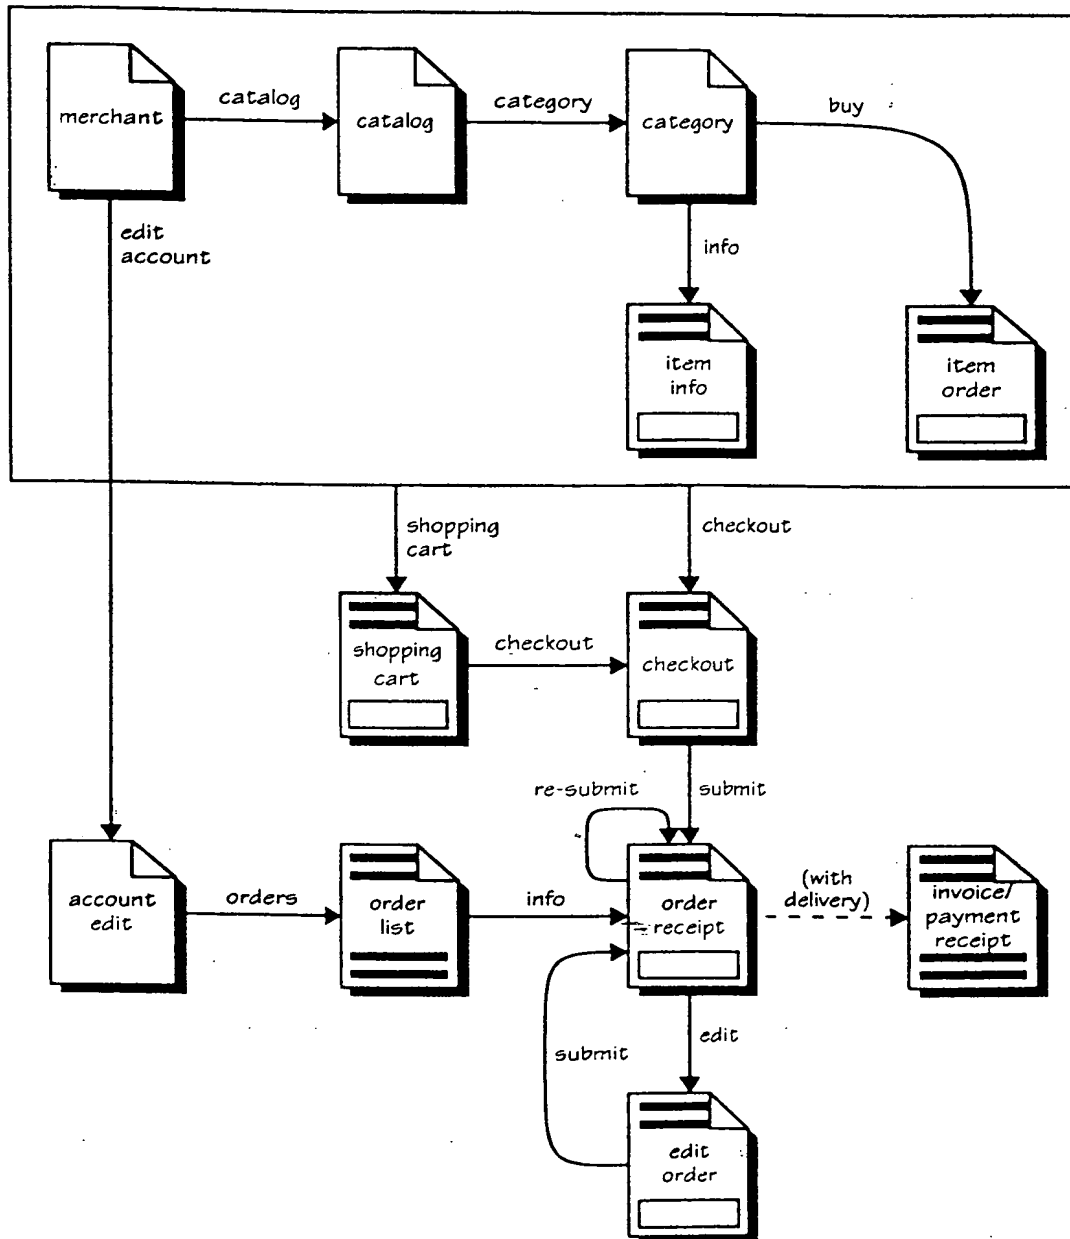 merchant
catalog
catalog
category
category
buy
edit
account
info
item
info
item
order
shopping
cart
checkout
shopping
cart
checkout
checkout
re-submit
submit
account
edit
orders
order
list
info
order
receipt
(with
delivery)
invoice/
payment
receipt
submit
edit
edit
order